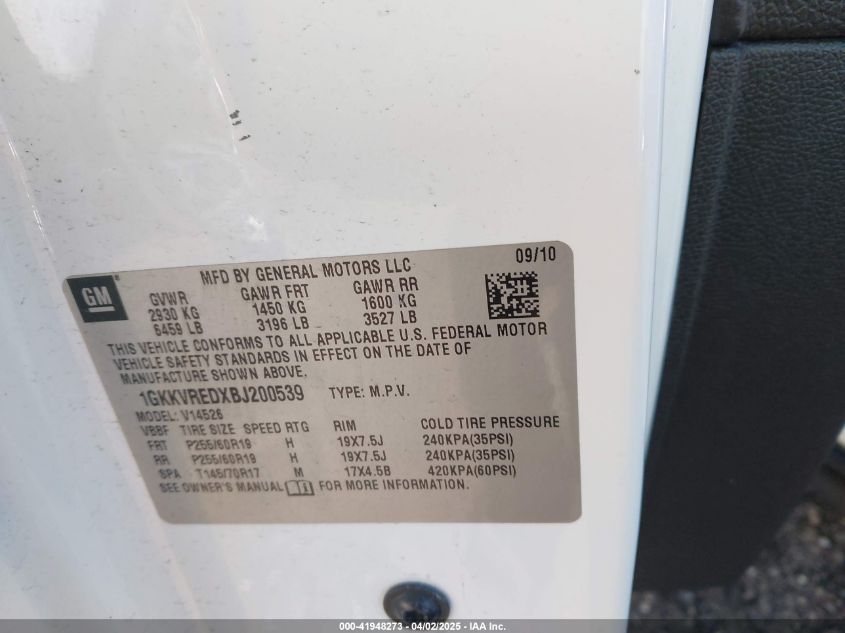 GM
MFD BY GENERAL MOTORS LLC 09/10
GVWR GAWR FRT GAWR RR
2930 KG 1450 KG 1600 KG
6459 LB 3196 LB 3527 LB
THIS VEHICLE CONFORMS TO ALL APPLICABLE U.S. FEDERAL MOTOR
VEHICLE SAFETY STANDARDS IN EFFECT ON THE DATE OF
MANUFACTURE SHOWN ABOVE.
1GKKVREDXBJ200539 TYPE: M.P.V.
MODEL: V14526
VBBF TIRE SIZE SPEED RTG RIM COLD TIRE PRESSURE
FRT P255/60R19 H 19X7.5J 240KPA(35PSI)
RR P255/60R19 H 19X7.5J 240KPA(35PSI)
SPA T145/70R17 M 17X4.5B 420KPA(60PSI)
SEE OWNER'S MANUAL FOR MORE INFORMATION.
000-41948273 - 04/02/2025 - IAA Inc.